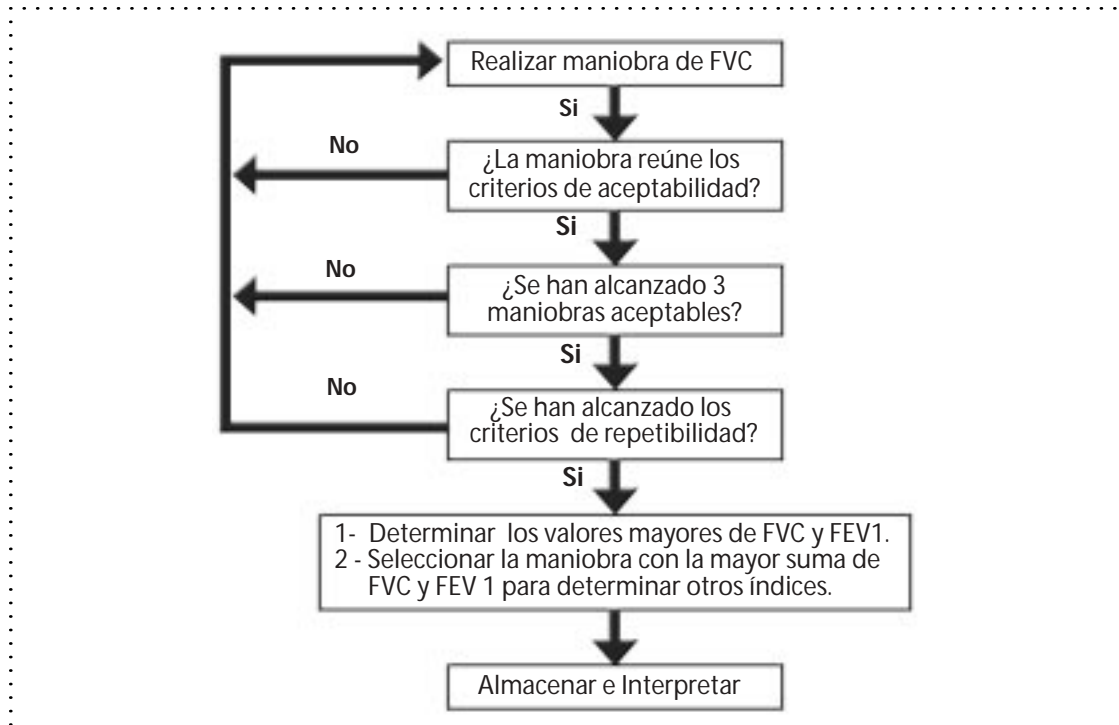 Realizar maniobra de FVC
Si
No
¿La maniobra reúne los
criterios de aceptabilidad?
Si
No
¿Se han alcanzado 3
maniobras aceptables?
Si
No
¿Se han alcanzado los
criterios de repetibilidad?
Si
1- Determinar los valores mayores de FVC y FEV1.
2 - Seleccionar la maniobra con la mayor suma de
FVC y FEV 1 para determinar otros índices.
Almacenar e Interpretar